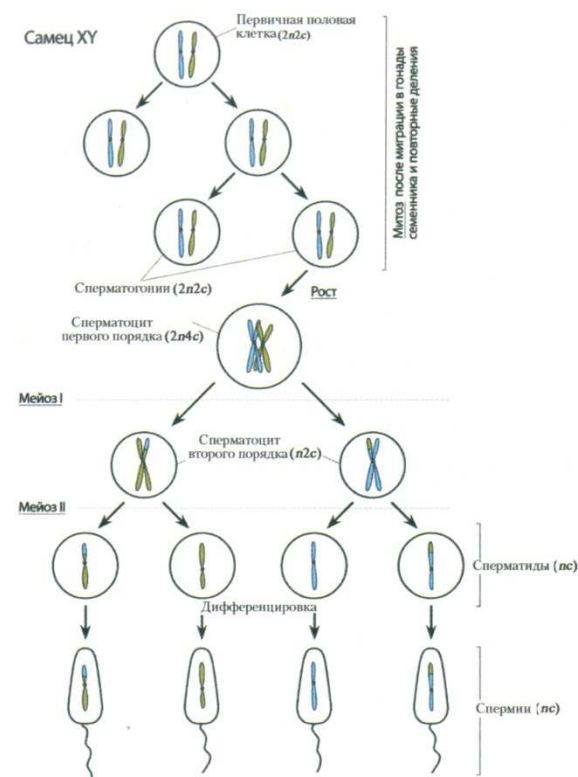 Самец XY
Первичная половая
клетка (2n2c)
Митоз после миграции в гонады
семенника и повторные деления
Сперматогонии (2n2c)
Рост
Сперматоцит
первого порядка (2n4c)
Мейоз I
Сперматоцит
второго порядка (n2c)
Мейоз II
Сперматиды (nc)
Дифференцировка
Спермии (nc)